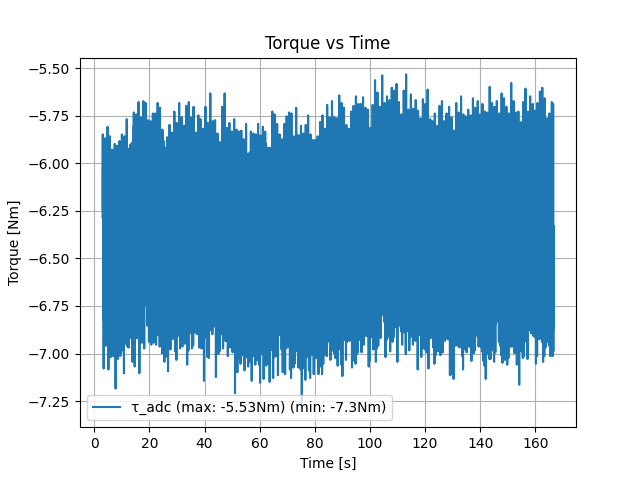 Torque vs Time
−5.50
−5.75
−6.00
−6.25
−6.50
−6.75
−7.00
−7.25
Torque [Nm]
τ_adc (max: -5.53Nm) (min: -7.3Nm)
0 20 40 60 80 100 120 140 160
Time [s]